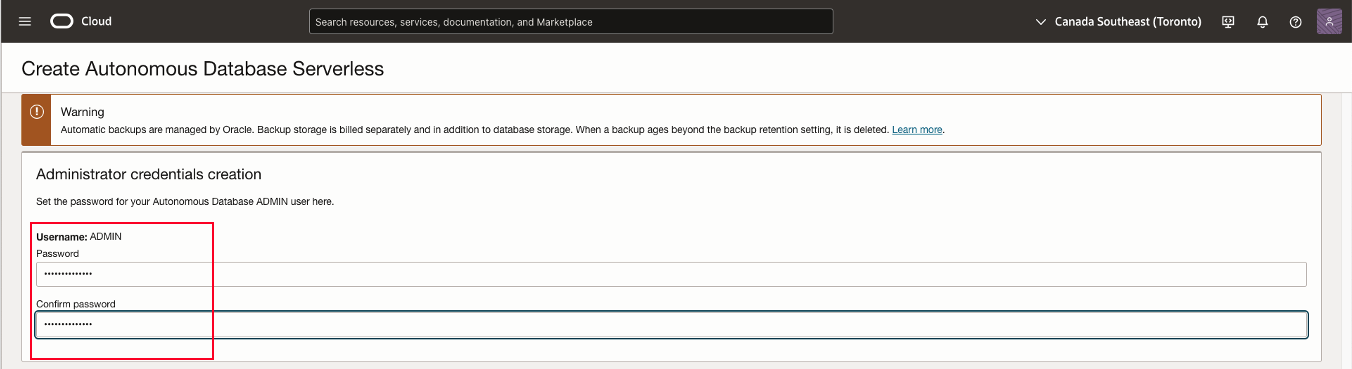 Cloud
Search resources, services, documentation, and Marketplace
Canada Southeast (Toronto)
Create Autonomous Database Serverless
Warning
Automatic backups are managed by Oracle. Backup storage is billed separately and in addition to database storage. When a backup ages beyond the backup retention setting, it is deleted. Learn more.
Administrator credentials creation
Set the password for your Autonomous Database ADMIN user here.
Username: ADMIN
Password
••••••••••••••
Confirm password
••••••••••••••